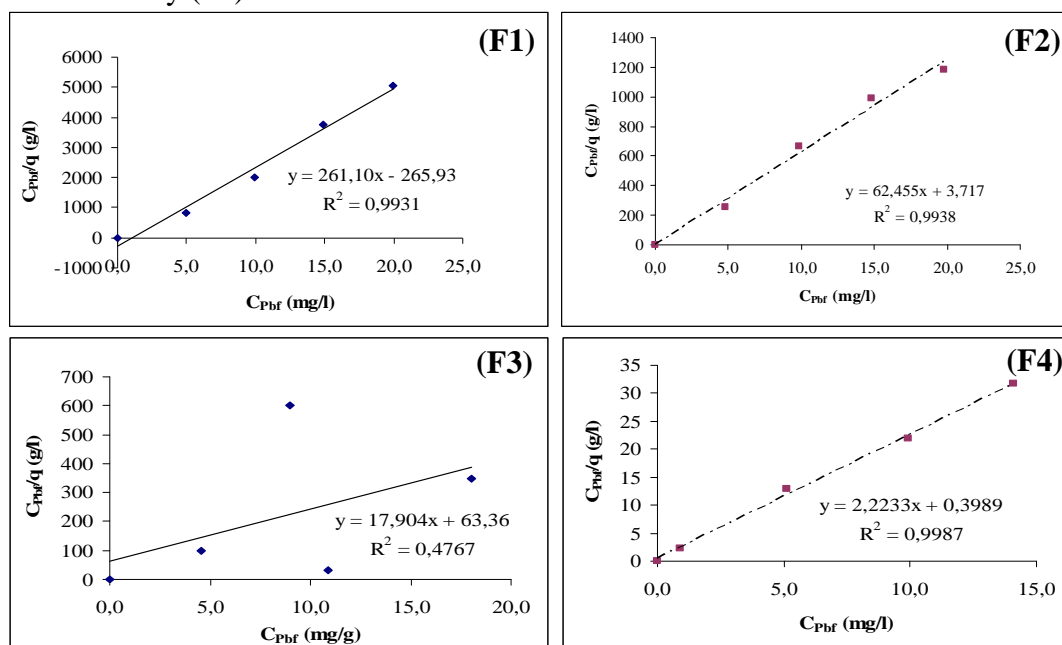 (F1)
6000
5000
4000
3000
2000
1000
0
-1000
0,0 5,0 10,0 15,0 20,0 25,0
C_Pbf/q (g/l)
C_Pbf (mg/l)
y = 261,10x - 265,93
R² = 0,9931
(F2)
1400
1200
1000
800
600
400
200
0
0,0 5,0 10,0 15,0 20,0 25,0
C_Pbf/q (g/l)
C_Pbf (mg/l)
y = 62,455x + 3,717
R² = 0,9938
(F3)
700
600
500
400
300
200
100
0
0,0 5,0 10,0 15,0 20,0
C_Pbf/q (g/l)
C_Pbf (mg/g)
y = 17,904x + 63,36
R² = 0,4767
(F4)
35
30
25
20
15
10
5
0
0,0 5,0 10,0 15,0
C_Pbf/q (g/l)
C_Pbf (mg/l)
y = 2,2233x + 0,3989
R² = 0,9987